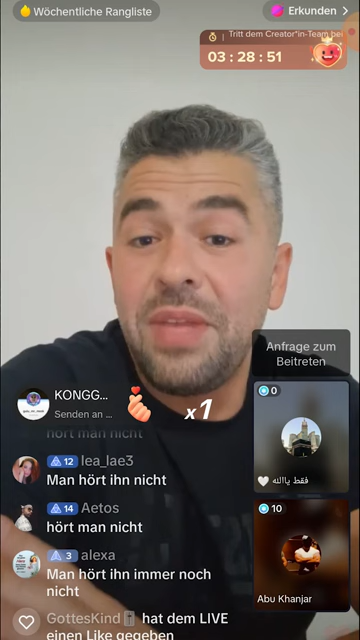 Wöchentliche Rangliste
Erkunden
Tritt dem Creator*in-Team bei
03 : 28 : 51
Anfrage zum
Beitreten
KONGG...
Senden an ...
x1
0
hört man nicht
12 lea_lae3
Man hört ihn nicht
فقط ياالله
14 Aetos
hört man nicht
10
3 alexa
Man hört ihn immer noch
nicht
Abu Khanjar
GottesKind hat dem LIVE
einen Like gegeben